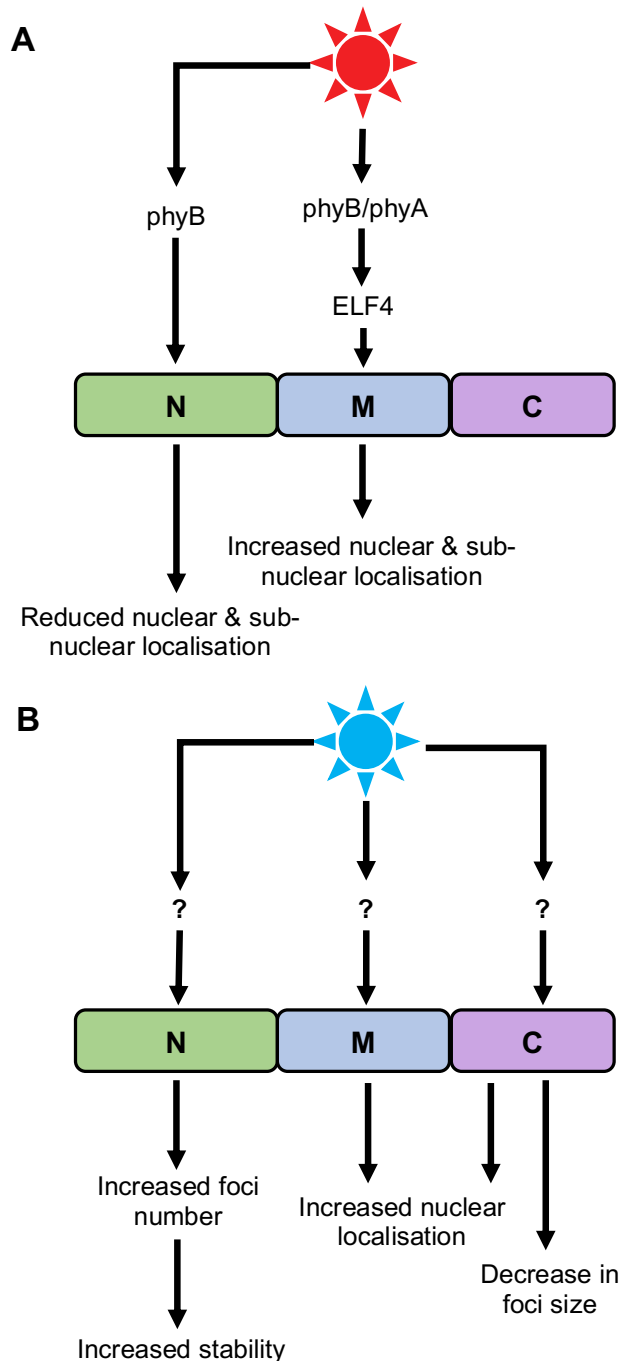 A
phyB
phyB/phyA
ELF4
N
M
C
Increased nuclear & sub-
nuclear localisation
Reduced nuclear & sub-
nuclear localisation
B
?
?
?
N
M
C
Increased foci
number
Increased nuclear
localisation
Decrease in
foci size
Increased stability